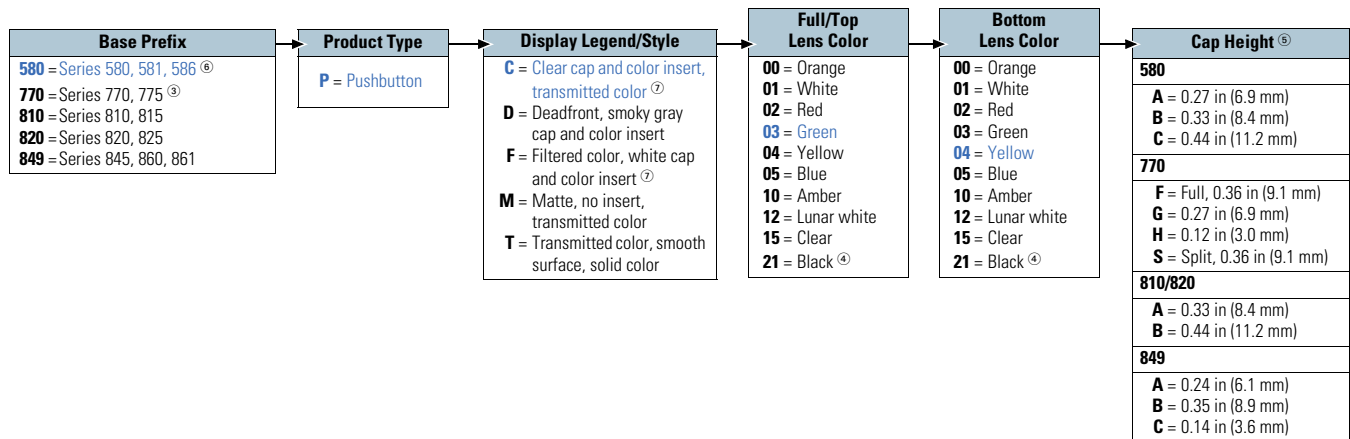 Base Prefix
580 = Series 580, 581, 586 ⑥
770 = Series 770, 775 ③
810 = Series 810, 815
820 = Series 820, 825
849 = Series 845, 860, 861
Product Type
P = Pushbutton
Display Legend/Style
C = Clear cap and color insert,
transmitted color ⑦
D = Deadfront, smoky gray
cap and color insert
F = Filtered color, white cap
and color insert ⑦
M = Matte, no insert,
transmitted color
T = Transmitted color, smooth
surface, solid color
Full/Top
Lens Color
00 = Orange
01 = White
02 = Red
03 = Green
04 = Yellow
05 = Blue
10 = Amber
12 = Lunar white
15 = Clear
21 = Black ④
Bottom
Lens Color
00 = Orange
01 = White
02 = Red
03 = Green
04 = Yellow
05 = Blue
10 = Amber
12 = Lunar white
15 = Clear
21 = Black ④
Cap Height ⑤
580
A = 0.27 in (6.9 mm)
B = 0.33 in (8.4 mm)
C = 0.44 in (11.2 mm)
770
F = Full, 0.36 in (9.1 mm)
G = 0.27 in (6.9 mm)
H = 0.12 in (3.0 mm)
S = Split, 0.36 in (9.1 mm)
810/820
A = 0.33 in (8.4 mm)
B = 0.44 in (11.2 mm)
849
A = 0.24 in (6.1 mm)
B = 0.35 in (8.9 mm)
C = 0.14 in (3.6 mm)